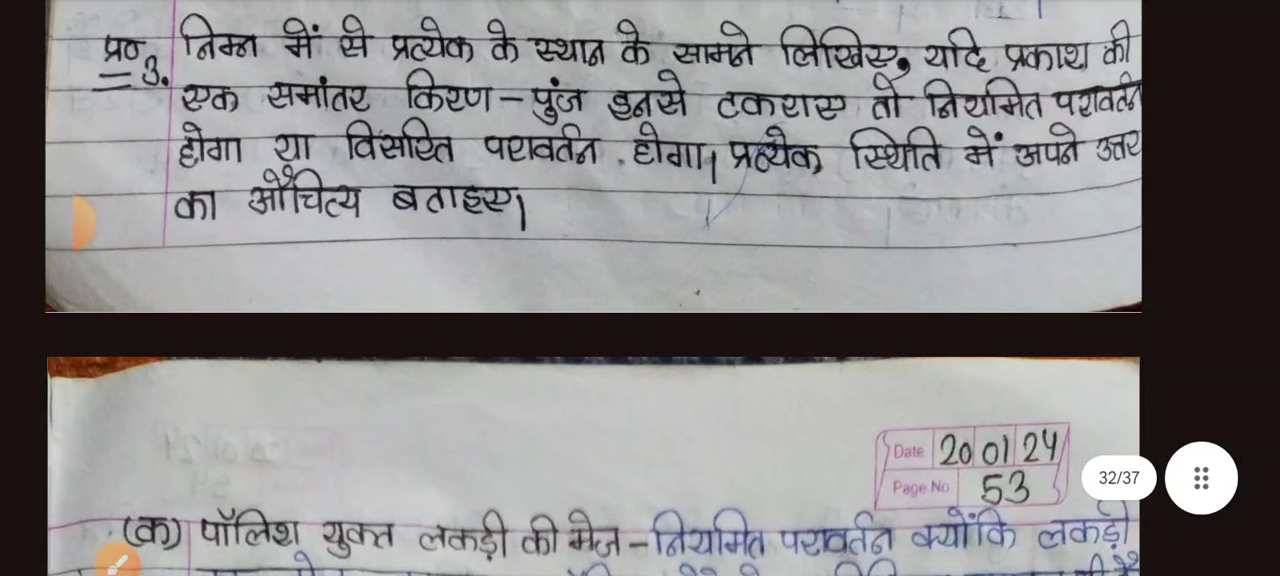 प्र० 3. निम्न में से प्रत्येक के स्थान के सामने लिखिए, यदि प्रकाश की
एक समांतर किरण - पुंज इनसे टकराए तो नियमित परावर्तन
होगा या विसरित परावर्तन होगा। प्रत्येक स्थिति में अपने उत्तर
का औचित्य बताइए।
Date 20 01 24
Page No 53
32/37
(क) पॉलिश युक्त लकड़ी की मेज - नियमित परावर्तन क्योंकि लकड़ी